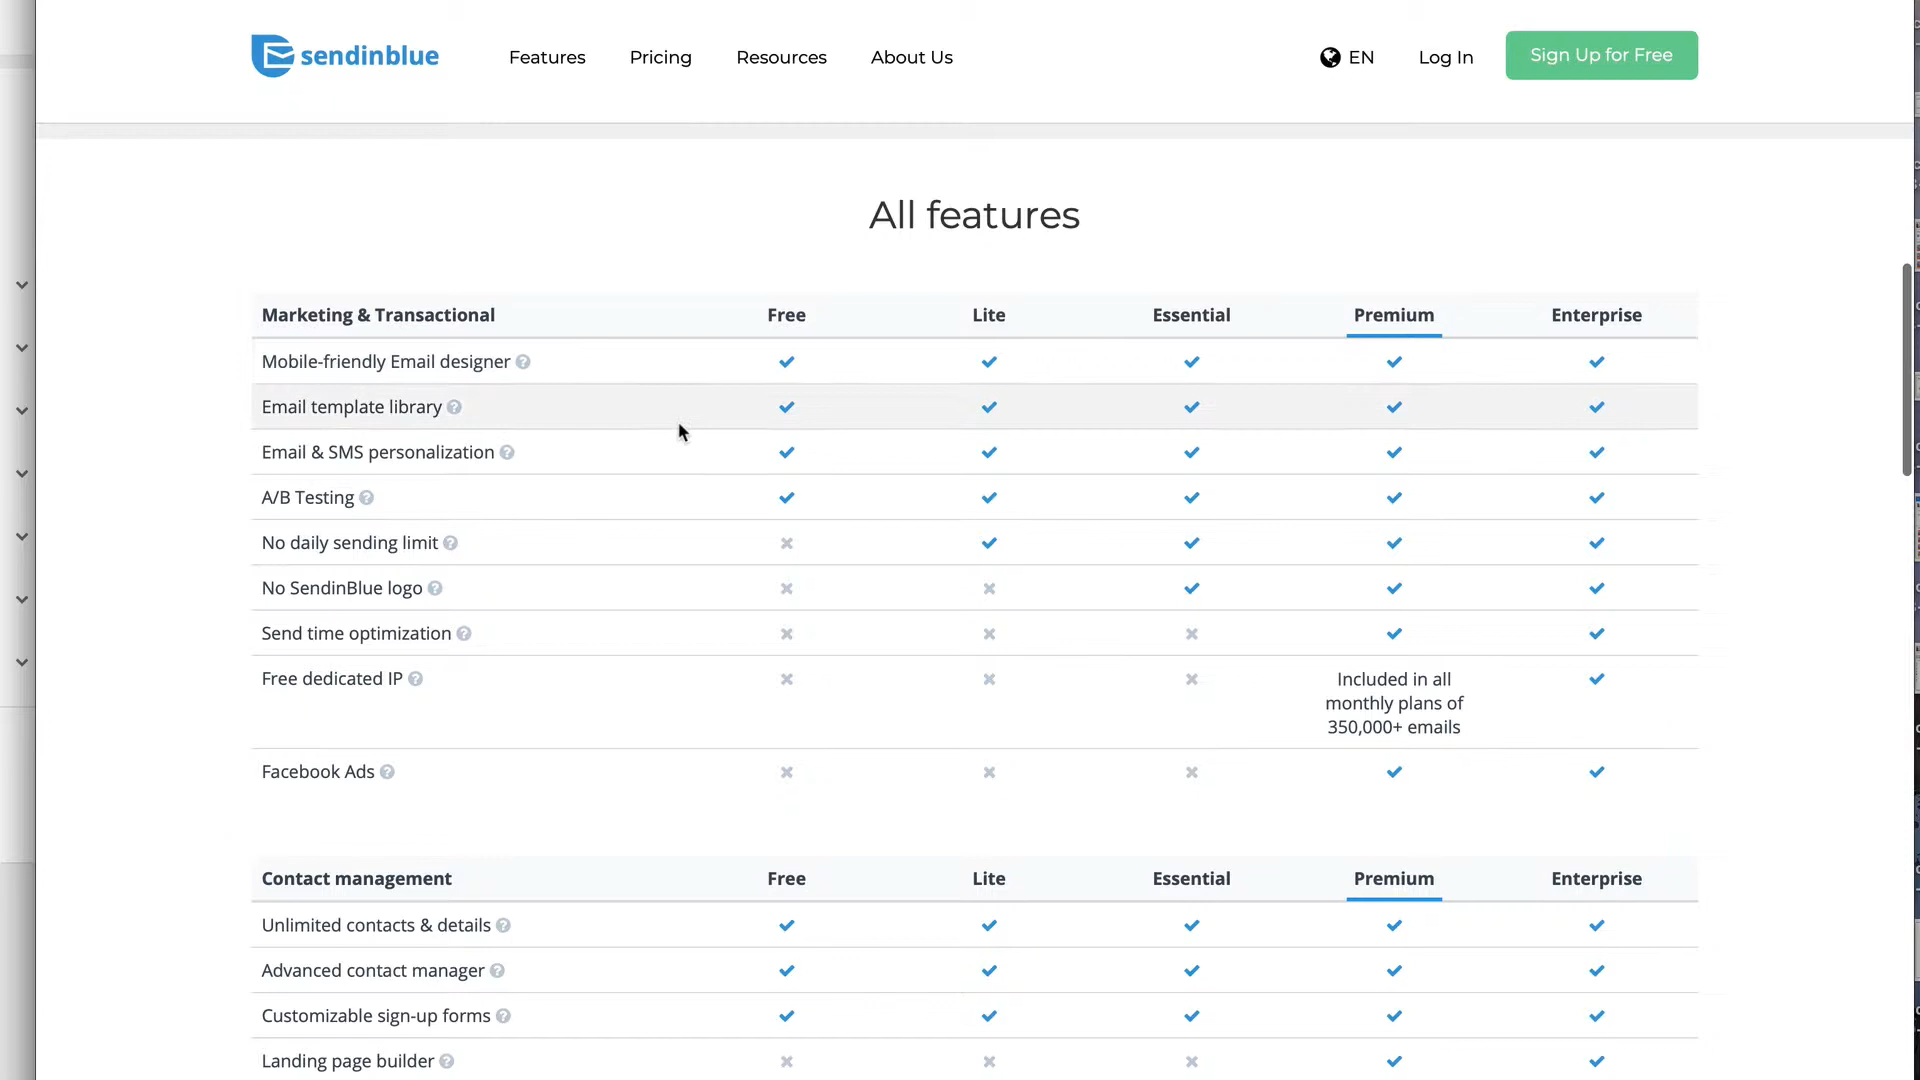 sendinblue Features Pricing Resources About Us EN Log In Sign Up for Free
All features
Marketing & Transactional Free Lite Essential Premium Enterprise
Mobile-friendly Email designer ?
Email template library ?
Email & SMS personalization ?
A/B Testing ?
No daily sending limit ?
No SendinBlue logo ?
Send time optimization ?
Free dedicated IP ? Included in all
monthly plans of
350,000+ emails
Facebook Ads ?
Contact management Free Lite Essential Premium Enterprise
Unlimited contacts & details ?
Advanced contact manager ?
Customizable sign-up forms ?
Landing page builder ?